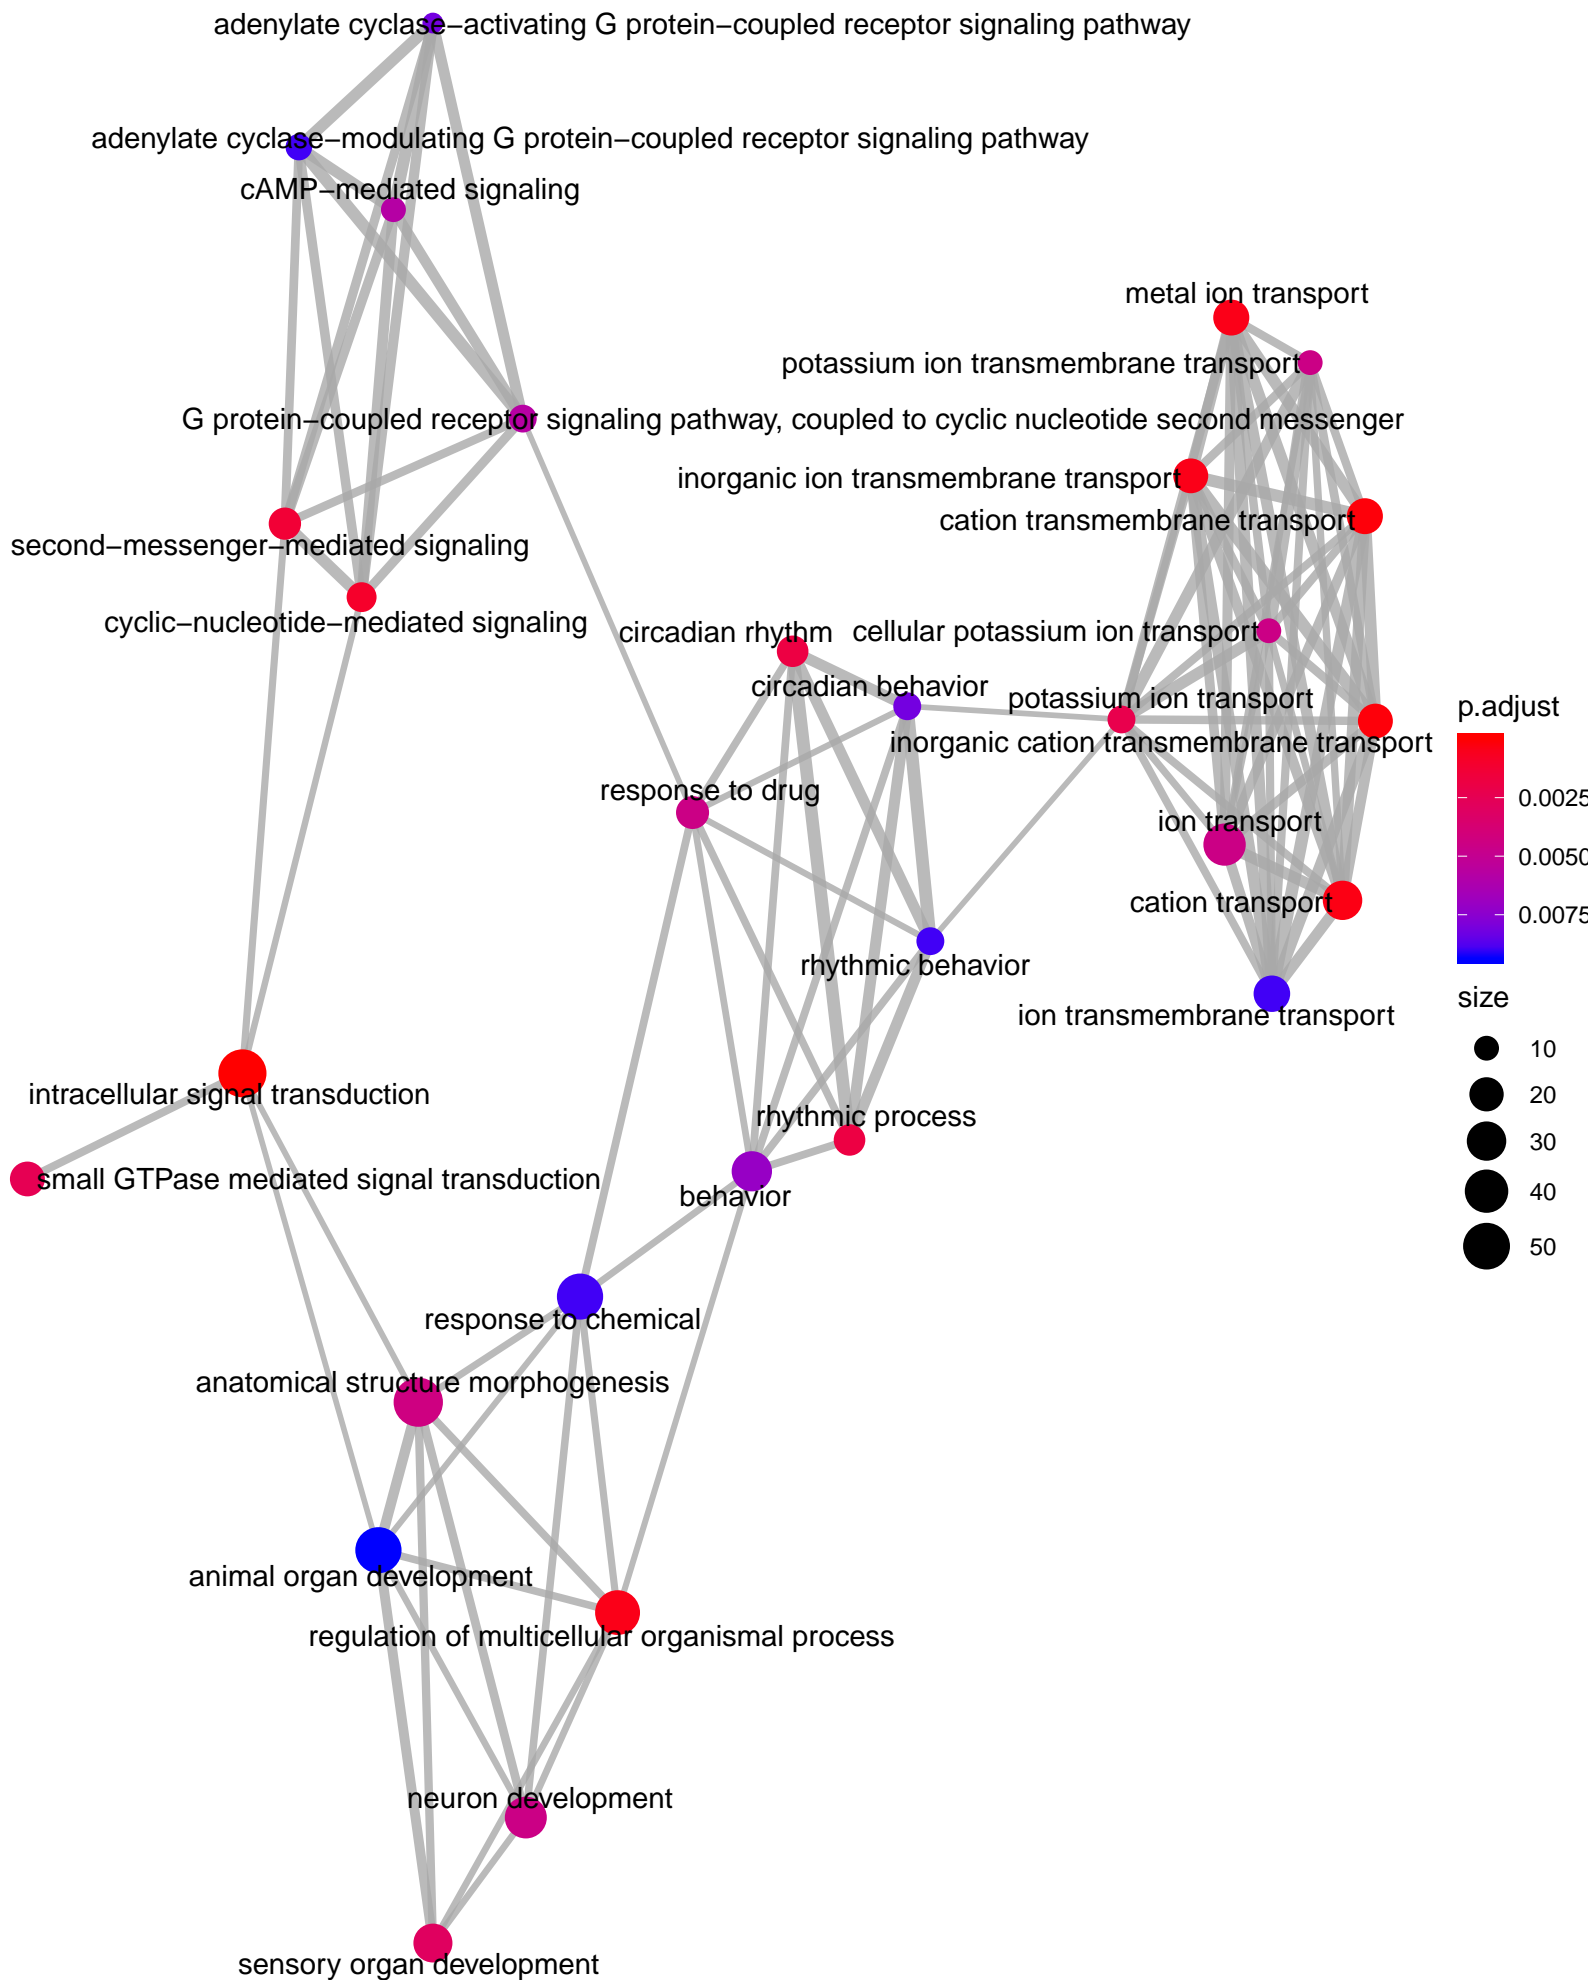 adenylate cyclase−activating G protein−coupled receptor signaling pathway
adenylate cyclase−modulating G protein−coupled receptor signaling pathway
cAMP−mediated signaling
metal ion transport
potassium ion transmembrane transport
G protein−coupled receptor signaling pathway, coupled to cyclic nucleotide second messenger
inorganic ion transmembrane transport
cation transmembrane transport
second−messenger−mediated signaling
cyclic−nucleotide−mediated signaling
circadian rhythm
cellular potassium ion transport
circadian behavior
potassium ion transport
inorganic cation transmembrane transport
response to drug
ion transport
cation transport
rhythmic behavior
ion transmembrane transport
intracellular signal transduction
rhythmic process
small GTPase mediated signal transduction
behavior
response to chemical
anatomical structure morphogenesis
animal organ development
regulation of multicellular organismal process
neuron development
sensory organ development
p.adjust
0.0025
0.0050
0.0075
size
10
20
30
40
50